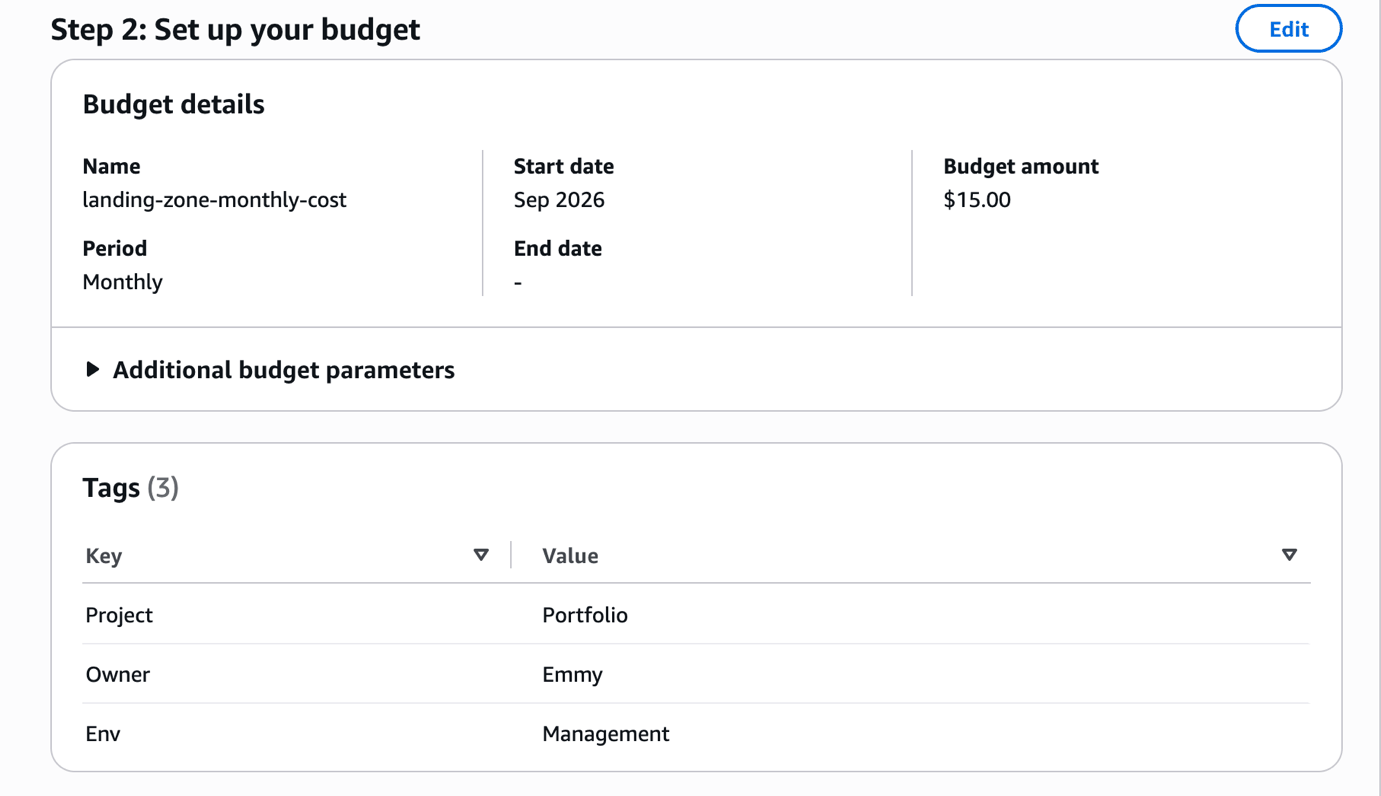 Step 2: Set up your budget
Edit
Budget details
Name
landing-zone-monthly-cost
Period
Monthly
Start date
Sep 2026
End date
-
Budget amount
$15.00
Additional budget parameters
Tags (3)
Key Value
Project Portfolio
Owner Emmy
Env Management